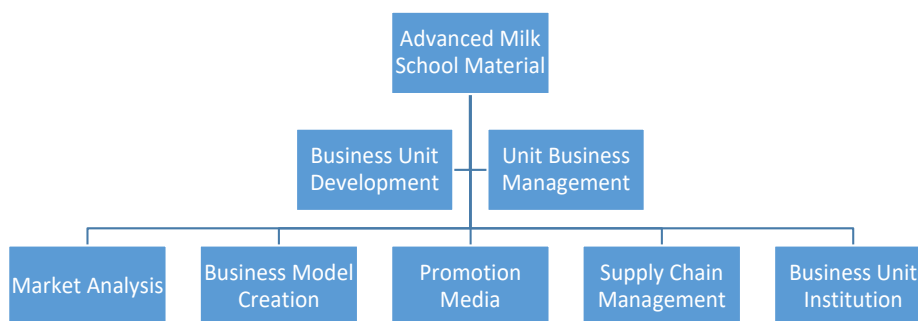 Advanced Milk
School Material
Business Unit
Development
Unit Business
Management
Market Analysis
Business Model
Creation
Promotion
Media
Supply Chain
Management
Business Unit
Institution